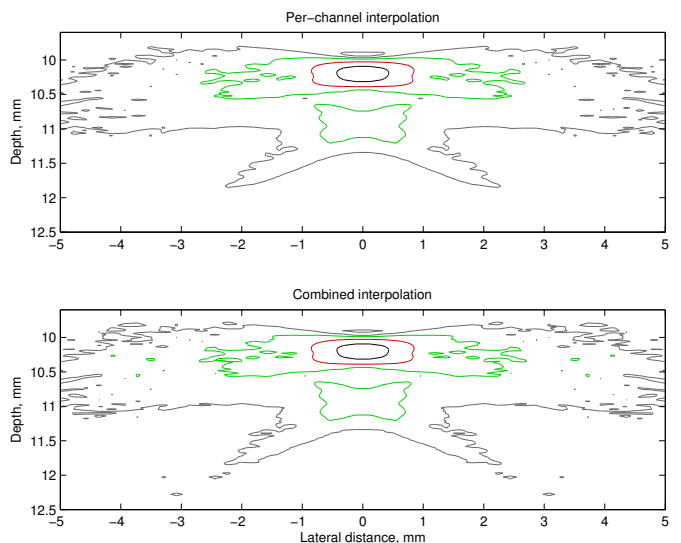 Per-channel interpolation
10
10.5
11
11.5
12
12.5
Depth, mm
−5 −4 −3 −2 −1 0 1 2 3 4 5
Combined interpolation
10
10.5
11
11.5
12
12.5
Depth, mm
−5 −4 −3 −2 −1 0 1 2 3 4 5
Lateral distance, mm